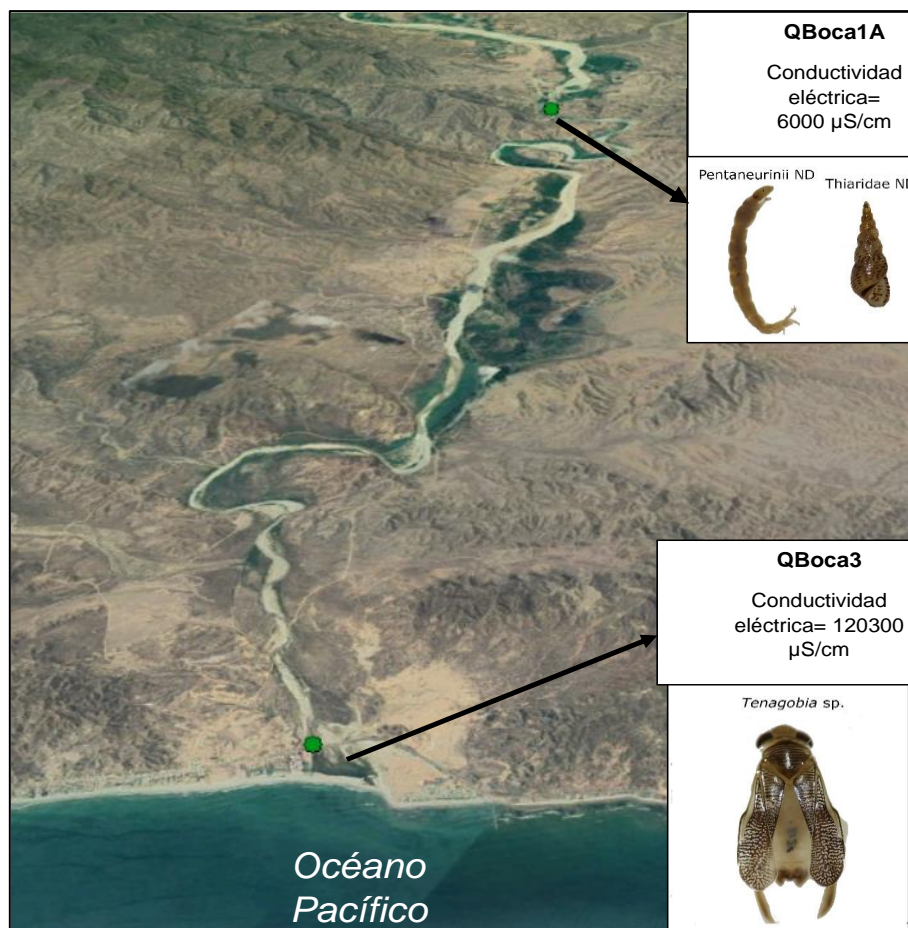 QBoca1A
Conductividad
eléctrica=
6000 µS/cm
Pentaneurinii ND
Thiaridae ND
QBoca3
Conductividad
eléctrica= 120300
µS/cm
Tenagobia sp.
Océano
Pacífico